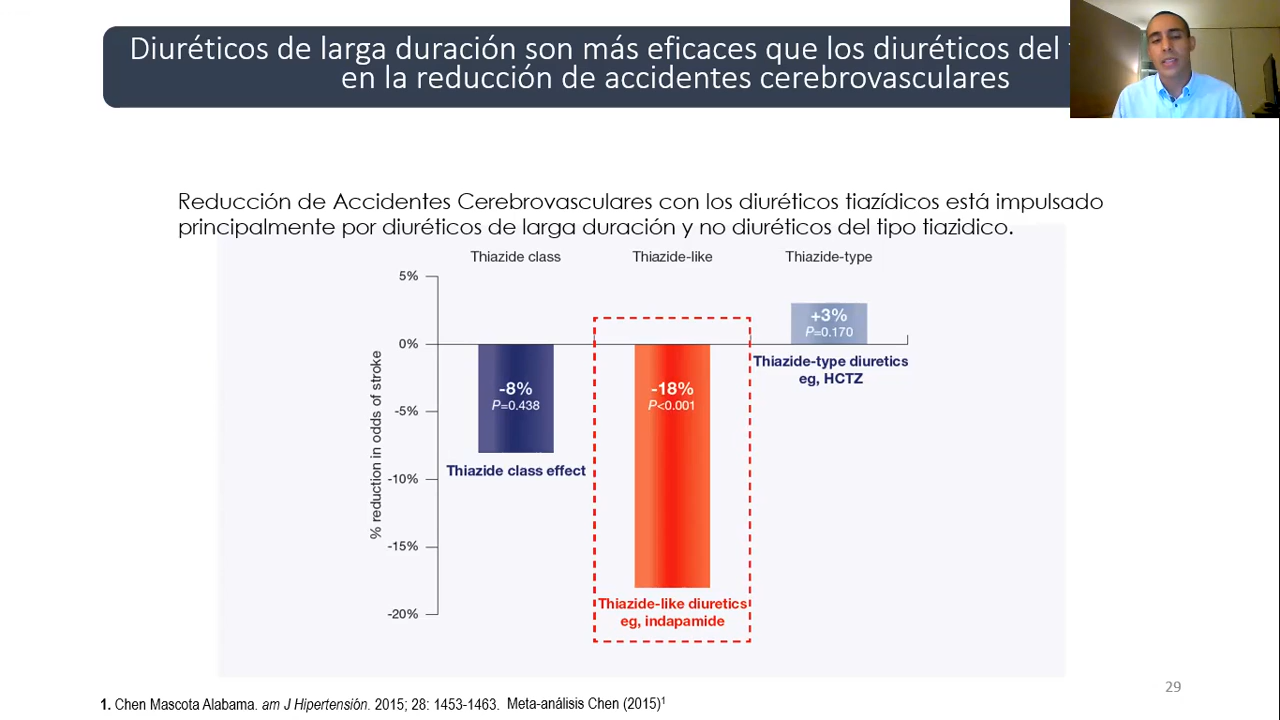 Diuréticos de larga duración son más eficaces que los diuréticos del
en la reducción de accidentes cerebrovasculares
Reducción de Accidentes Cerebrovasculares con los diuréticos tiazídicos está impulsado
principalmente por diuréticos de larga duración y no diuréticos del tipo tiazidico.
Thiazide class
Thiazide-like
Thiazide-type
5%
0%
-5%
-10%
-15%
-20%
% reduction in odds of stroke
-8%
P=0.438
Thiazide class effect
-18%
P<0.001
Thiazide-like diuretics
eg, indapamide
+3%
P=0.170
Thiazide-type diuretics
eg, HCTZ
29
1. Chen Mascota Alabama. am J Hipertensión. 2015; 28: 1453-1463. Meta-análisis Chen (2015)¹